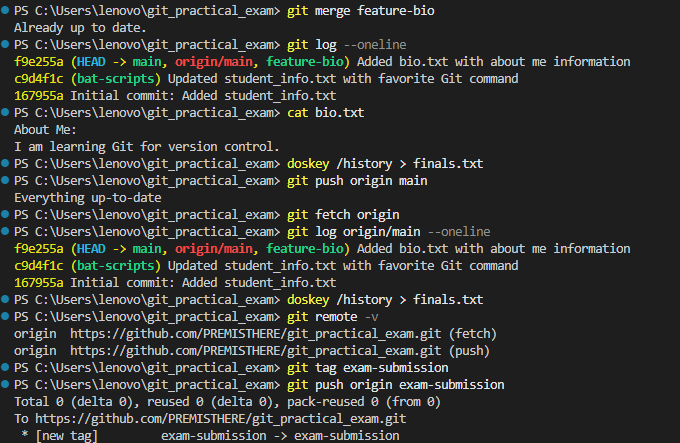 PS C:\Users\lenovo\git_practical_exam> git merge feature-bio
Already up to date.
PS C:\Users\lenovo\git_practical_exam> git log --oneline
f9e255a (HEAD -> main, origin/main, feature-bio) Added bio.txt with about me information
c9d4f1c (bat-scripts) Updated student_info.txt with favorite Git command
167955a Initial commit: Added student_info.txt
PS C:\Users\lenovo\git_practical_exam> cat bio.txt
About Me:
I am learning Git for version control.
PS C:\Users\lenovo\git_practical_exam> doskey /history > finals.txt
PS C:\Users\lenovo\git_practical_exam> git push origin main
Everything up-to-date
PS C:\Users\lenovo\git_practical_exam> git fetch origin
PS C:\Users\lenovo\git_practical_exam> git log origin/main --oneline
f9e255a (HEAD -> main, origin/main, feature-bio) Added bio.txt with about me information
c9d4f1c (bat-scripts) Updated student_info.txt with favorite Git command
167955a Initial commit: Added student_info.txt
PS C:\Users\lenovo\git_practical_exam> doskey /history > finals.txt
PS C:\Users\lenovo\git_practical_exam> git remote -v
origin  https://github.com/PREMISTHERE/git_practical_exam.git (fetch)
origin  https://github.com/PREMISTHERE/git_practical_exam.git (push)
PS C:\Users\lenovo\git_practical_exam> git tag exam-submission
PS C:\Users\lenovo\git_practical_exam> git push origin exam-submission
Total 0 (delta 0), reused 0 (delta 0), pack-reused 0 (from 0)
To https://github.com/PREMISTHERE/git_practical_exam.git
 * [new tag]         exam-submission -> exam-submission